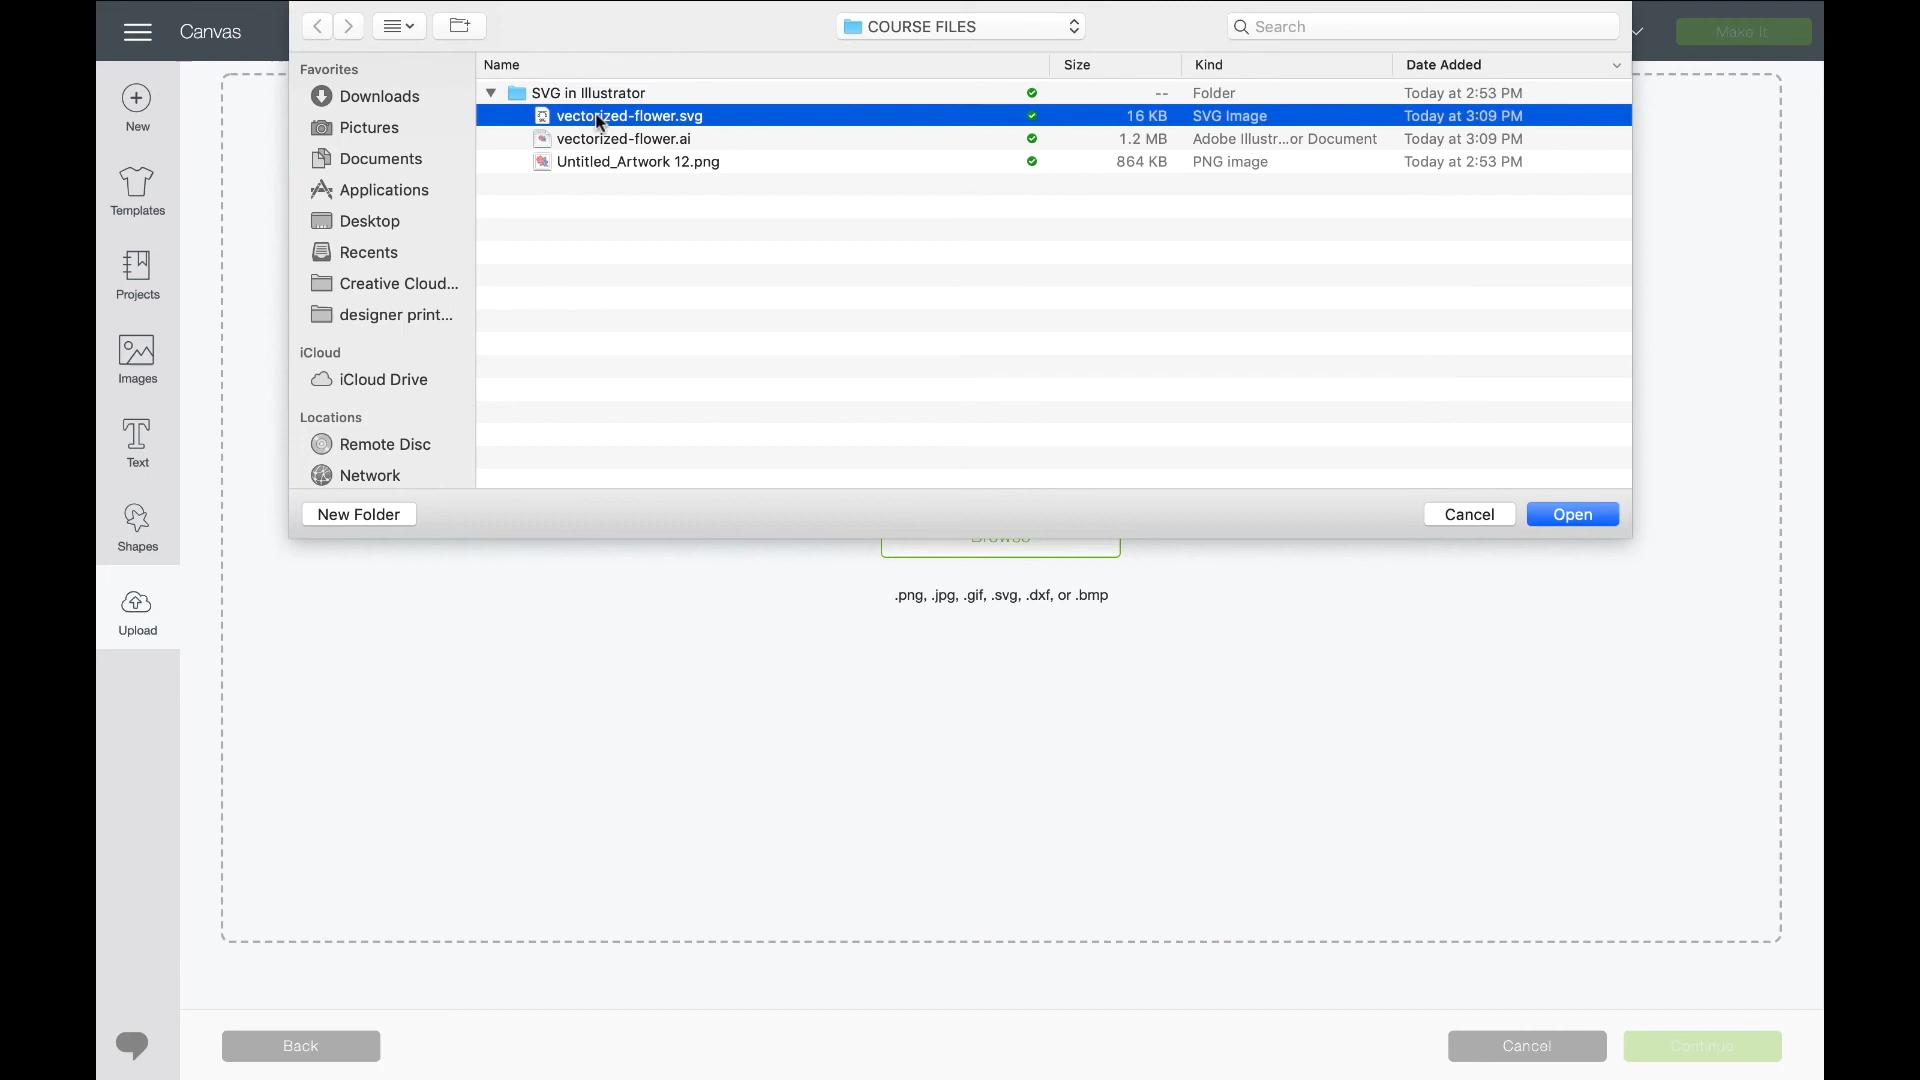 Canvas
COURSE FILES
Search
Make It
Favorites
Downloads
Pictures
Documents
Applications
Desktop
Recents
Creative Cloud...
designer print...
iCloud
iCloud Drive
Locations
Remote Disc
Network
Name Size Kind Date Added
SVG in Illustrator -- Folder Today at 2:53 PM
vectorized-flower.svg 16 KB SVG Image Today at 3:09 PM
vectorized-flower.ai 1.2 MB Adobe Illustr...or Document Today at 3:09 PM
Untitled_Artwork 12.png 864 KB PNG image Today at 2:53 PM
New Folder
Cancel
Open
New
Templates
Projects
Images
Text
Shapes
Upload
Browse
.png, .jpg, .gif, .svg, .dxf, or .bmp
Back
Cancel
Continue